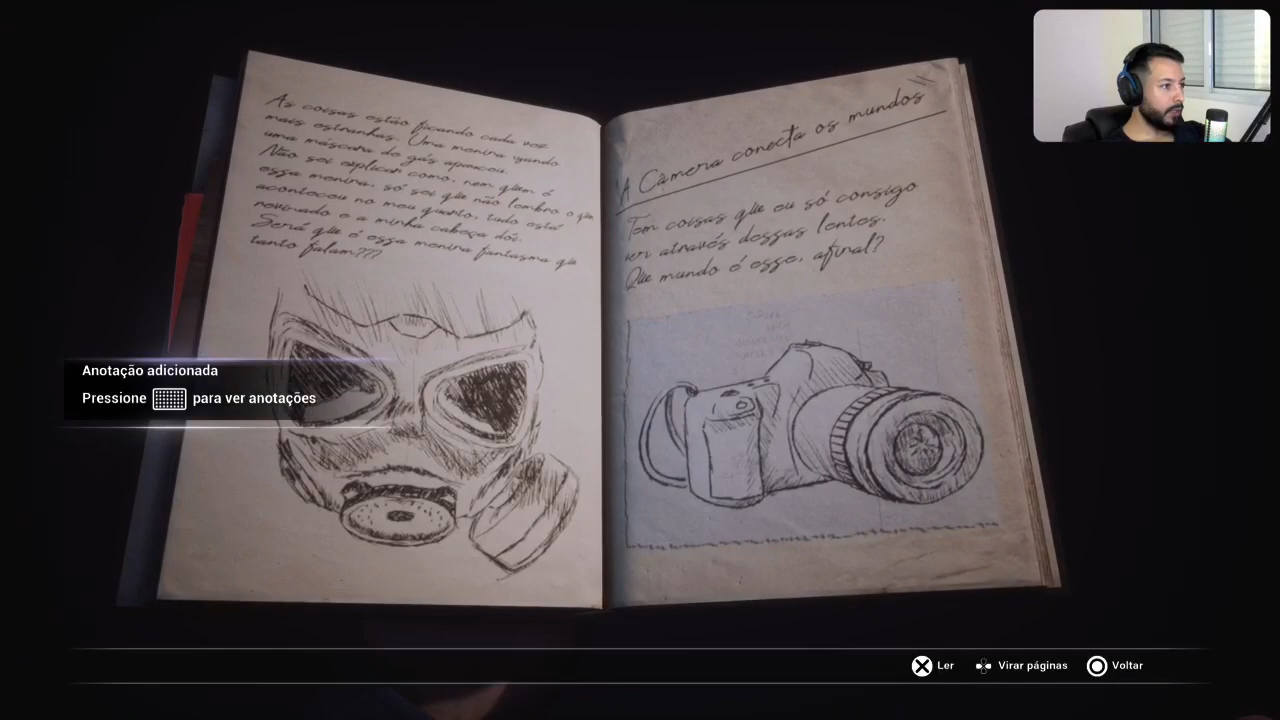 As coisas estão ficando cada vez
mais estranhas. Uma menina usando
uma máscara de gás apareceu.
Não sei explicar como, nem quem é
essa menina, só sei que não lembro o que
aconteceu no meu quarto, tudo está
revirado e a minha cabeça dói.
Será que é essa menina fantasma que
tanto falam???
A Câmera conecta os mundos
Tem coisas que eu só consigo
ver através dessas lentes.
Que mundo é esse, afinal?
Anotação adicionada
Pressione para ver anotações
Ler
Virar páginas
Voltar